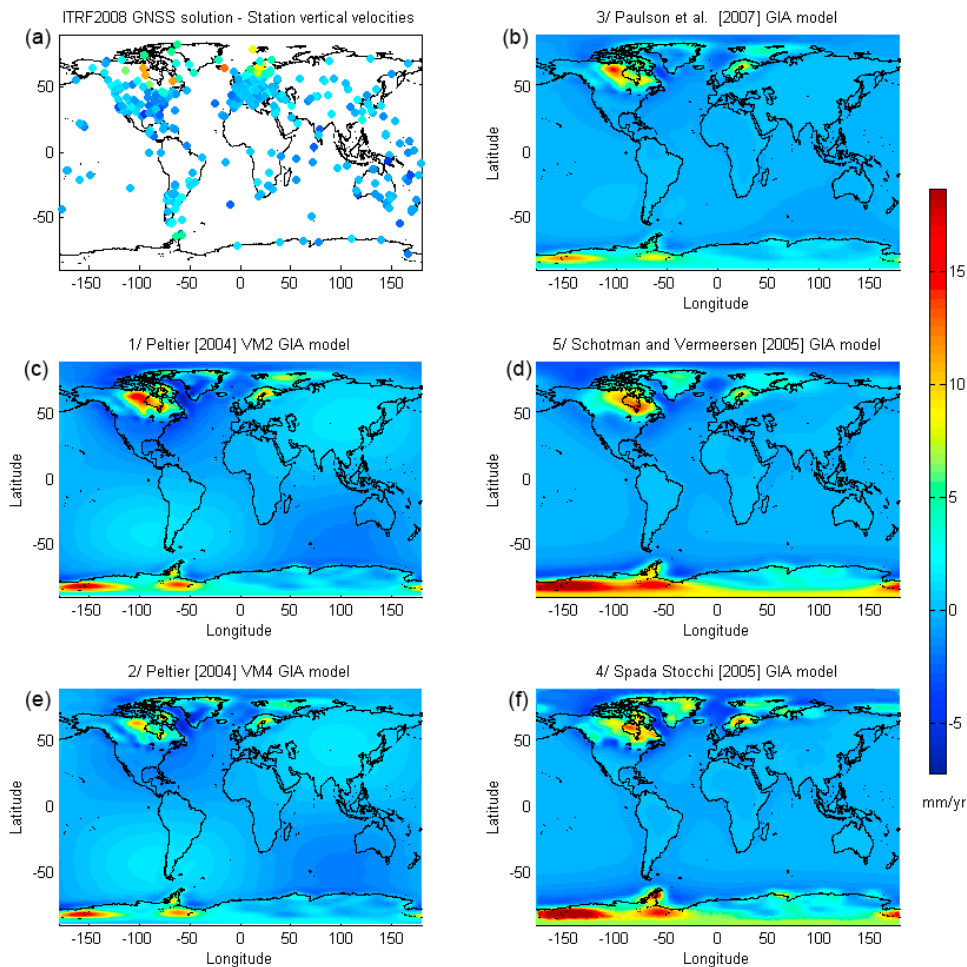 ITRF2008 GNSS solution - Station vertical velocities
(a)
50
0
-50
-150 -100 -50 0 50 100 150
3/ Paulson et al. [2007] GIA model
(b)
Latitude
50
0
-50
-150 -100 -50 0 50 100 150
Longitude
1/ Peltier [2004] VM2 GIA model
(c)
Latitude
50
0
-50
-150 -100 -50 0 50 100 150
Longitude
5/ Schotman and Vermeersen [2005] GIA model
(d)
Latitude
50
0
-50
-150 -100 -50 0 50 100 150
Longitude
2/ Peltier [2004] VM4 GIA model
(e)
Latitude
50
0
-50
-150 -100 -50 0 50 100 150
Longitude
4/ Spada Stocchi [2005] GIA model
(f)
Latitude
50
0
-50
-150 -100 -50 0 50 100 150
Longitude
15
10
5
0
-5
mm/yr